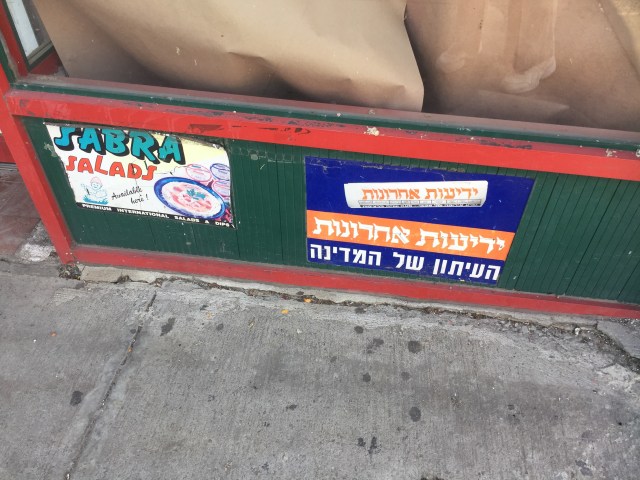 SABRA
SALADS
Available
here!
PREMIUM INTERNATIONAL SALADS & DIPS
ידיעות אחרונות
ידיעות אחרונות
העיתון של המדינה